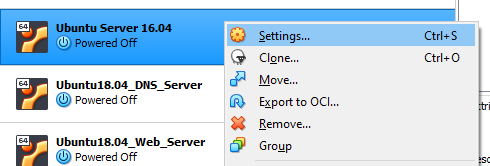 64
Ubuntu Server 16.04
Powered Off
64
Ubuntu18.04_DNS_Server
Powered Off
64
Ubuntu18.04_Web_Server
Powered Off
Settings... Ctrl+S
Clone... Ctrl+O
Move...
Export to OCI...
Remove...
Group